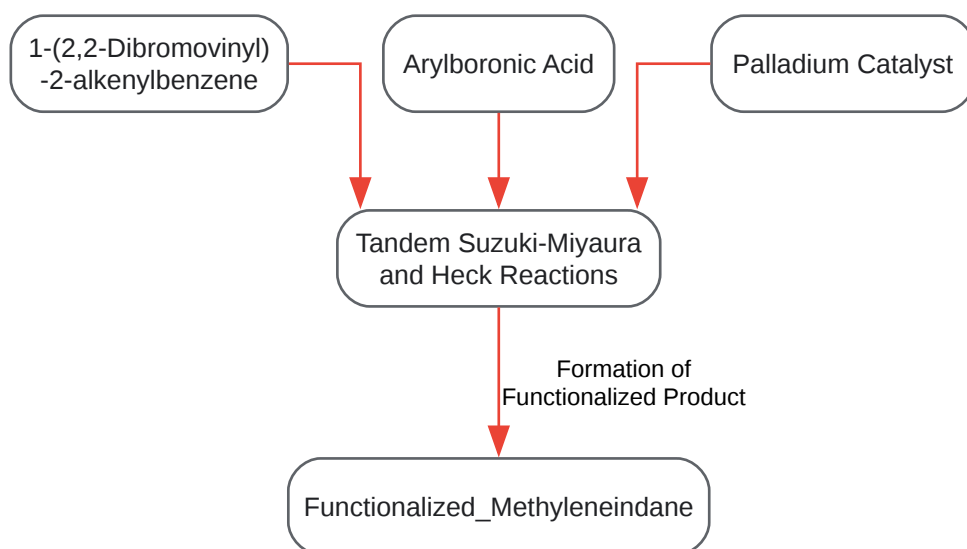 1-(2,2-Dibromovinyl)
-2-alkenylbenzene
Arylboronic Acid
Palladium Catalyst
Tandem Suzuki-Miyaura
and Heck Reactions
Formation of
Functionalized Product
Functionalized_Methyleneindane